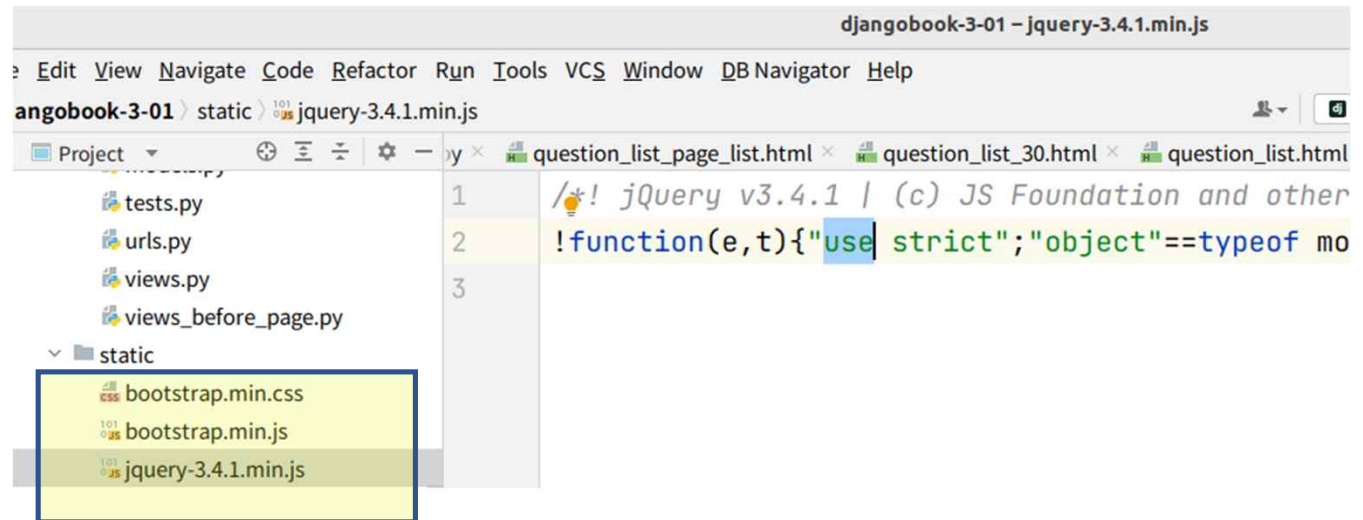 djangobook-3-01 – jquery-3.4.1.min.js
Edit View Navigate Code Refactor Run Tools VCS Window DB Navigator Help
angobook-3-01 static jquery-3.4.1.min.js
Project
question_list_page_list.html question_list_30.html question_list.html
tests.py
urls.py
views.py
views_before_page.py
static
bootstrap.min.css
bootstrap.min.js
jquery-3.4.1.min.js
1 /*! jQuery v3.4.1 | (c) JS Foundation and other
2 !function(e,t){"use strict";"object"==typeof mo
3